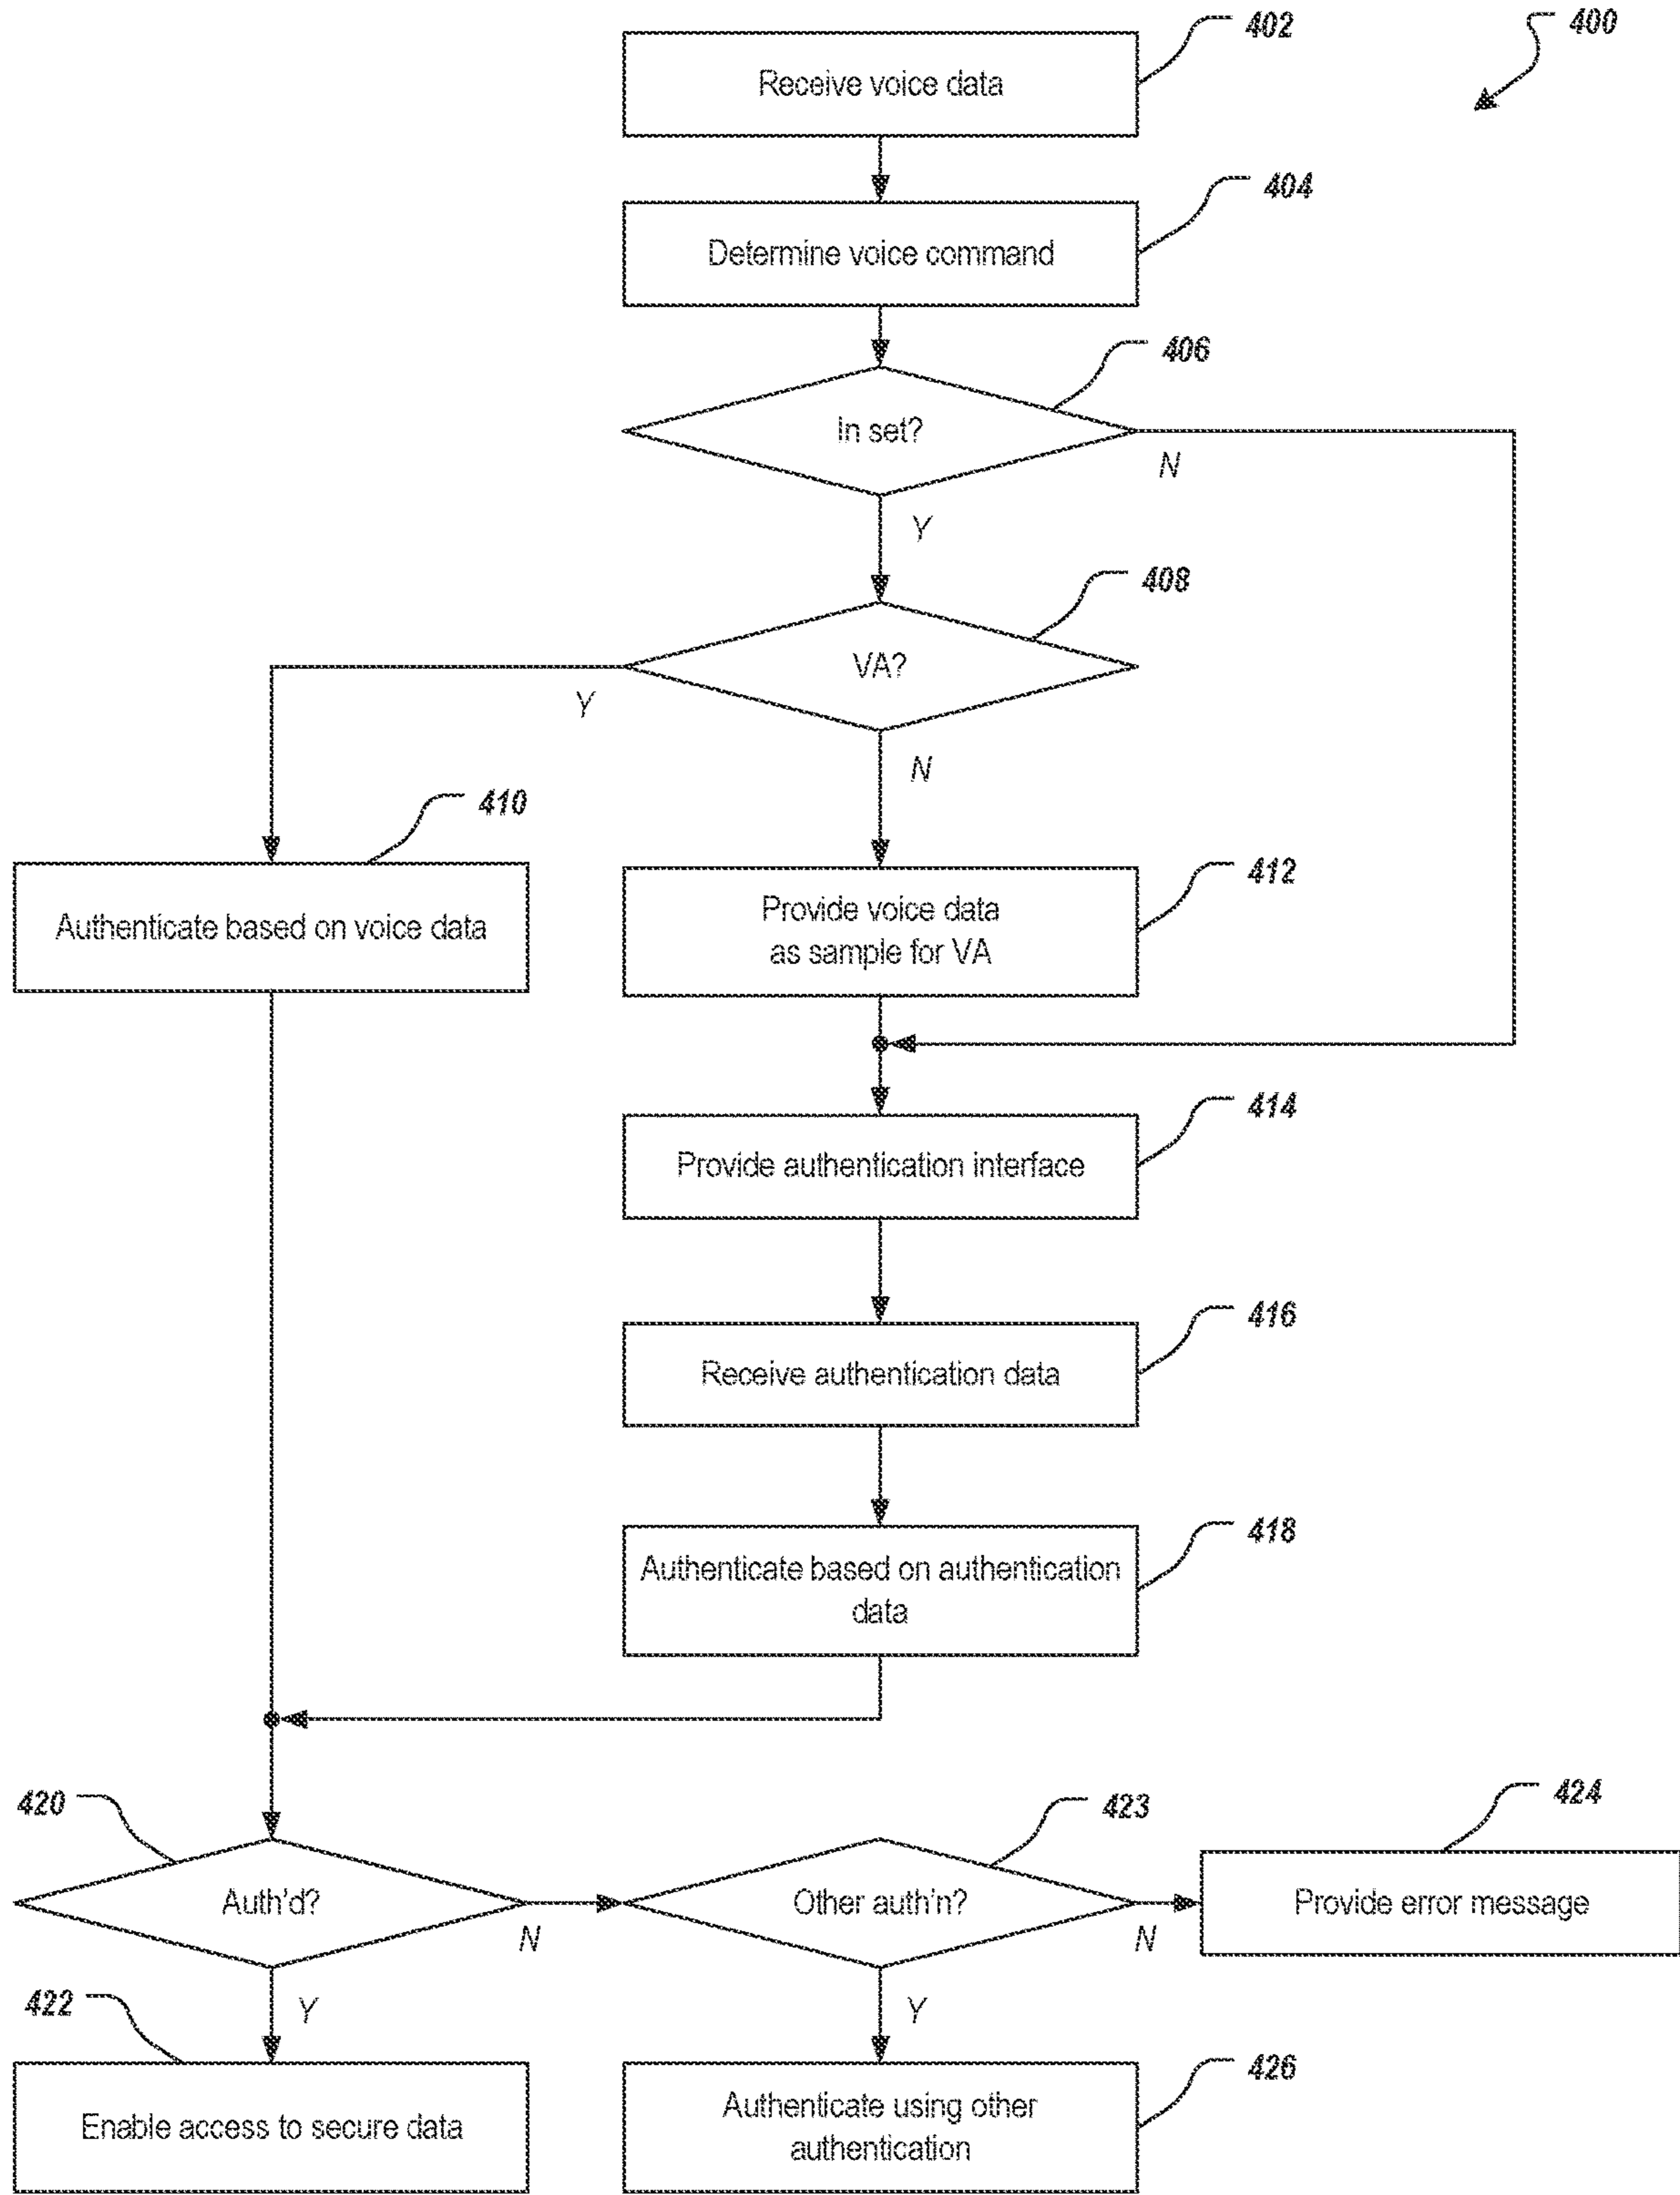 402
400
Receive voice data
404
Determine voice command
406
In set?
N
Y
408
VA?
Y
N
410
412
Authenticate based on voice data
Provide voice data
as sample for VA
414
Provide authentication interface
416
Receive authentication data
418
Authenticate based on authentication
data
420
423
424
Auth'd?
N
Other auth'n?
N
Provide error message
422
Y
Y
426
Enable access to secure data
Authenticate using other
authentication